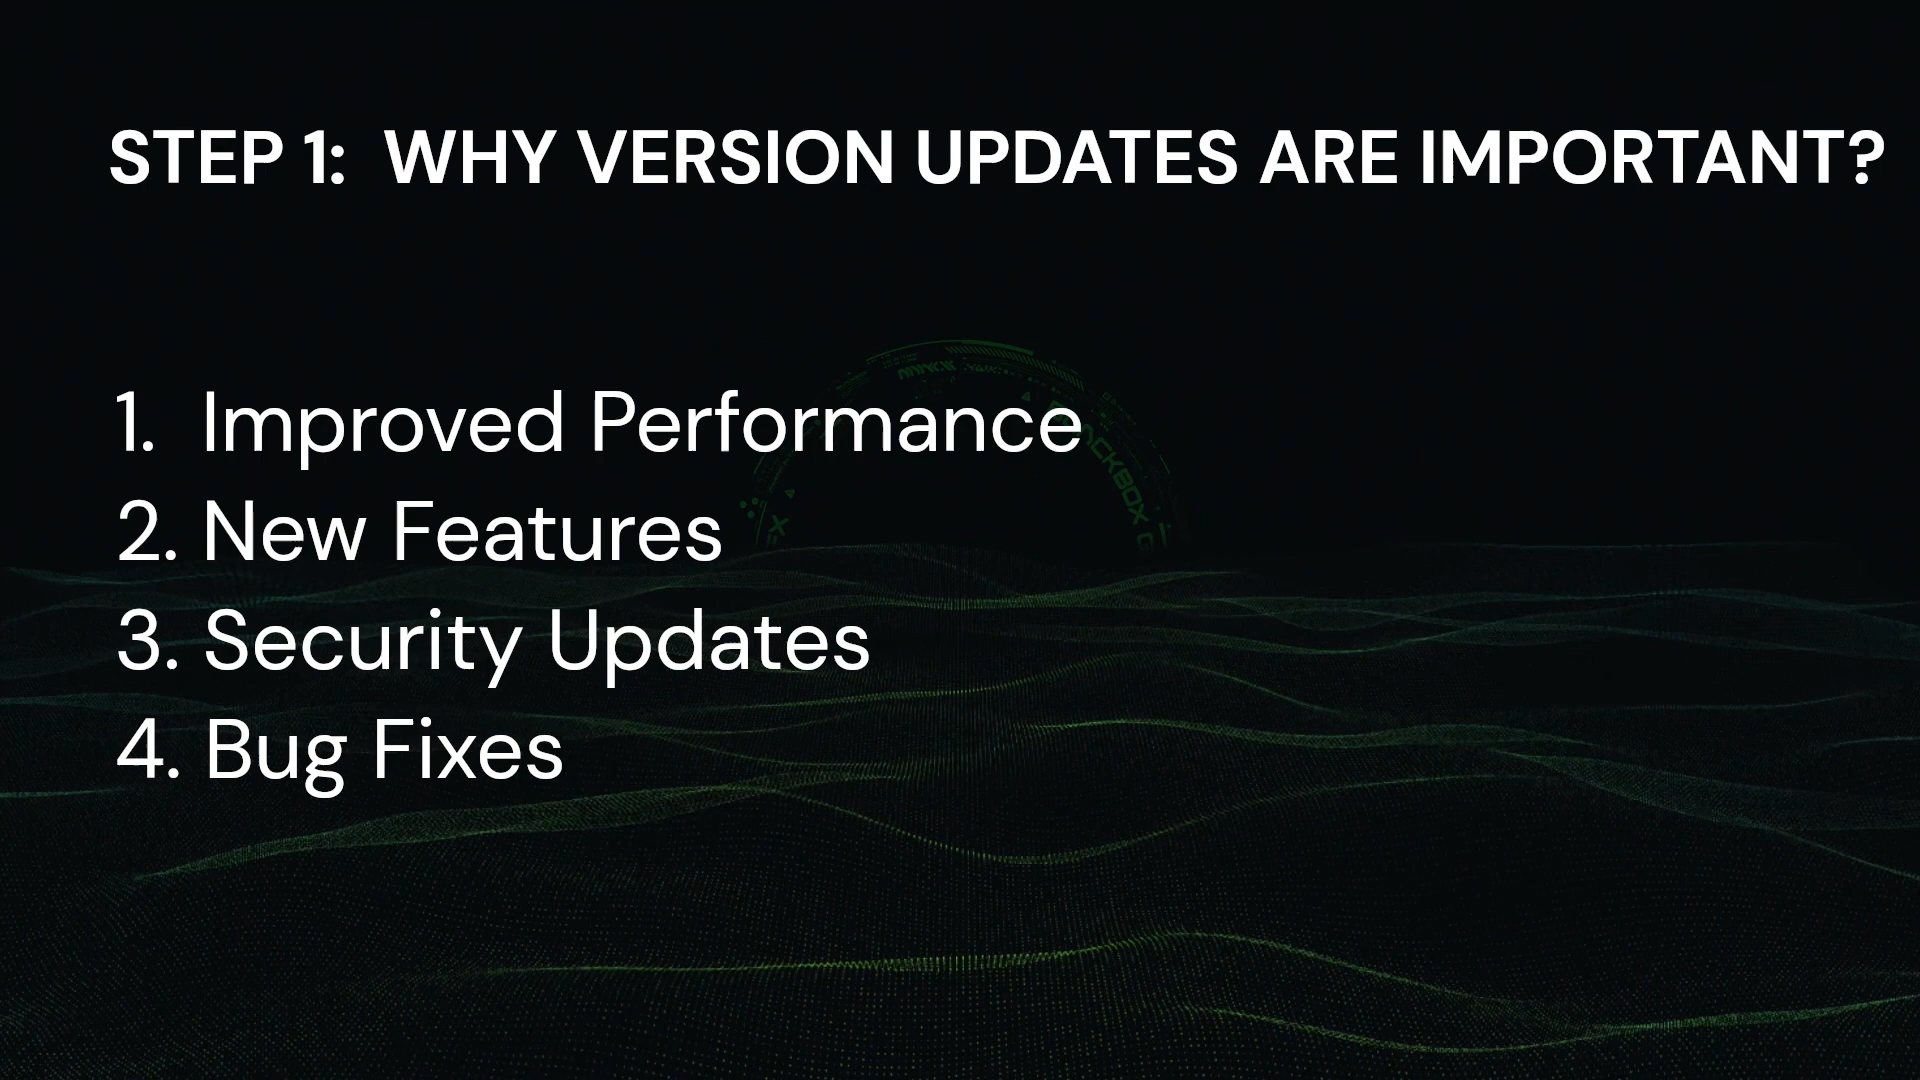 STEP 1: WHY VERSION UPDATES ARE IMPORTANT?
1. Improved Performance
2. New Features
3. Security Updates
4. Bug Fixes